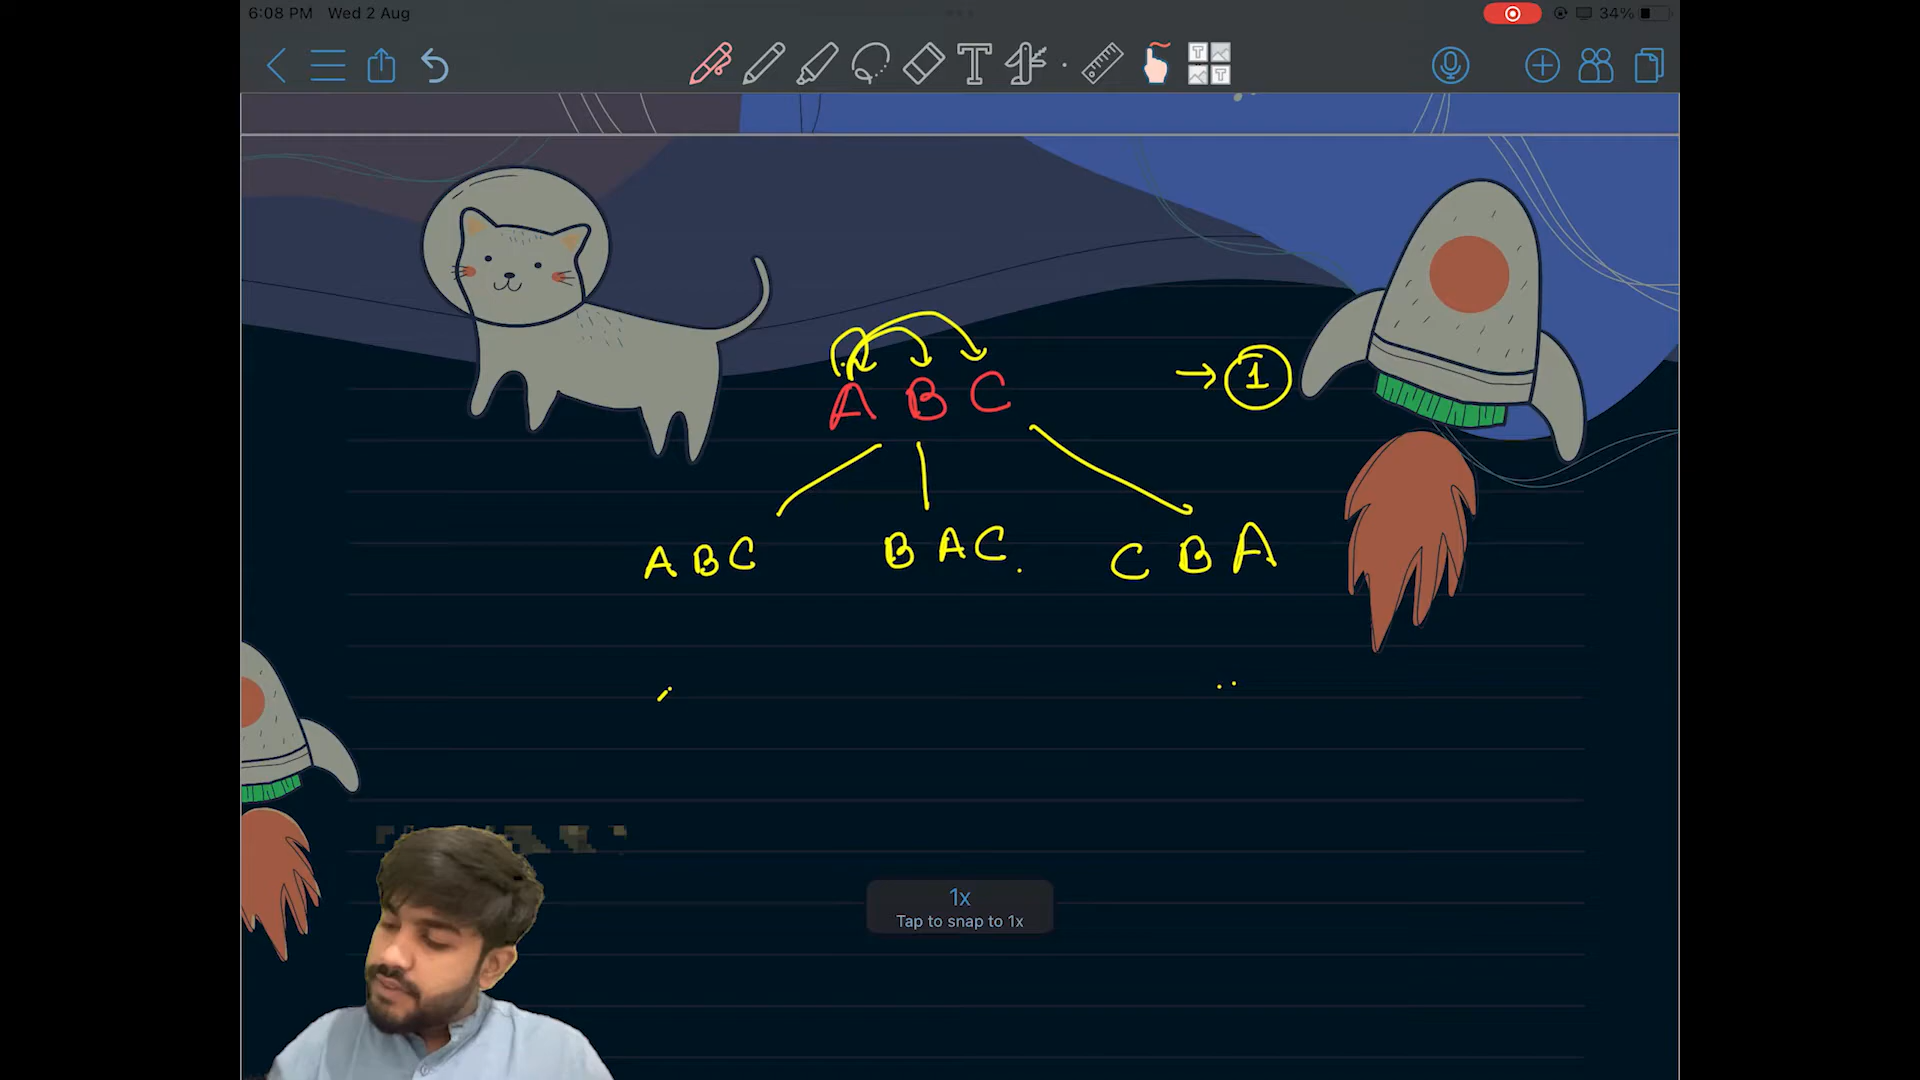 6:08 PM Wed 2 Aug
34%
T
T
T
A B C
→ 1
A B C
B A C .
C B A
1x
Tap to snap to 1x